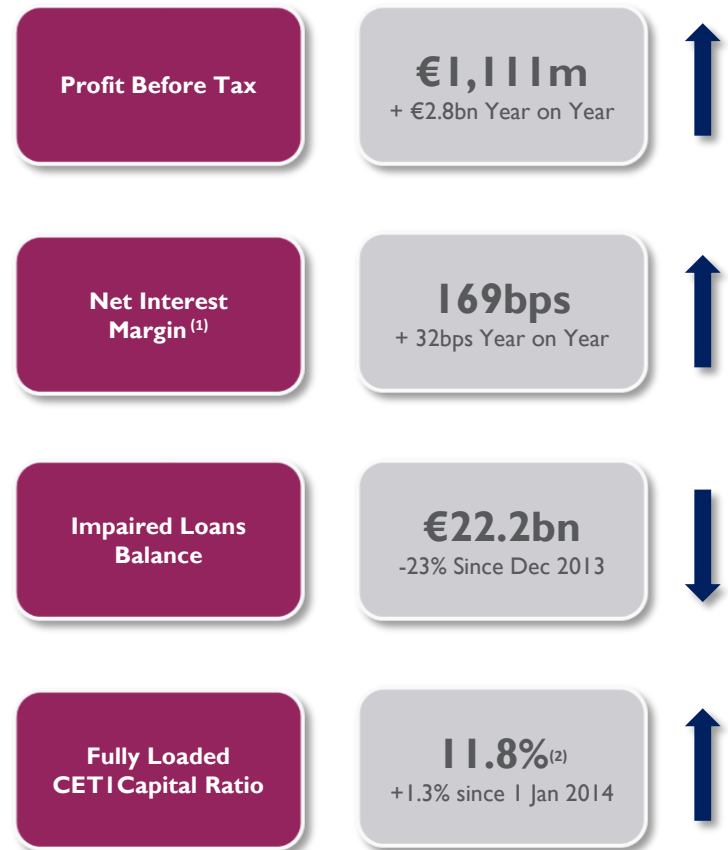 Profit Before Tax
€1,111m
+ €2.8bn Year on Year
Net Interest
Margin (1)
169bps
+ 32bps Year on Year
Impaired Loans
Balance
€22.2bn
-23% Since Dec 2013
Fully Loaded
CET1Capital Ratio
11.8%(2)
+1.3% since 1 Jan 2014